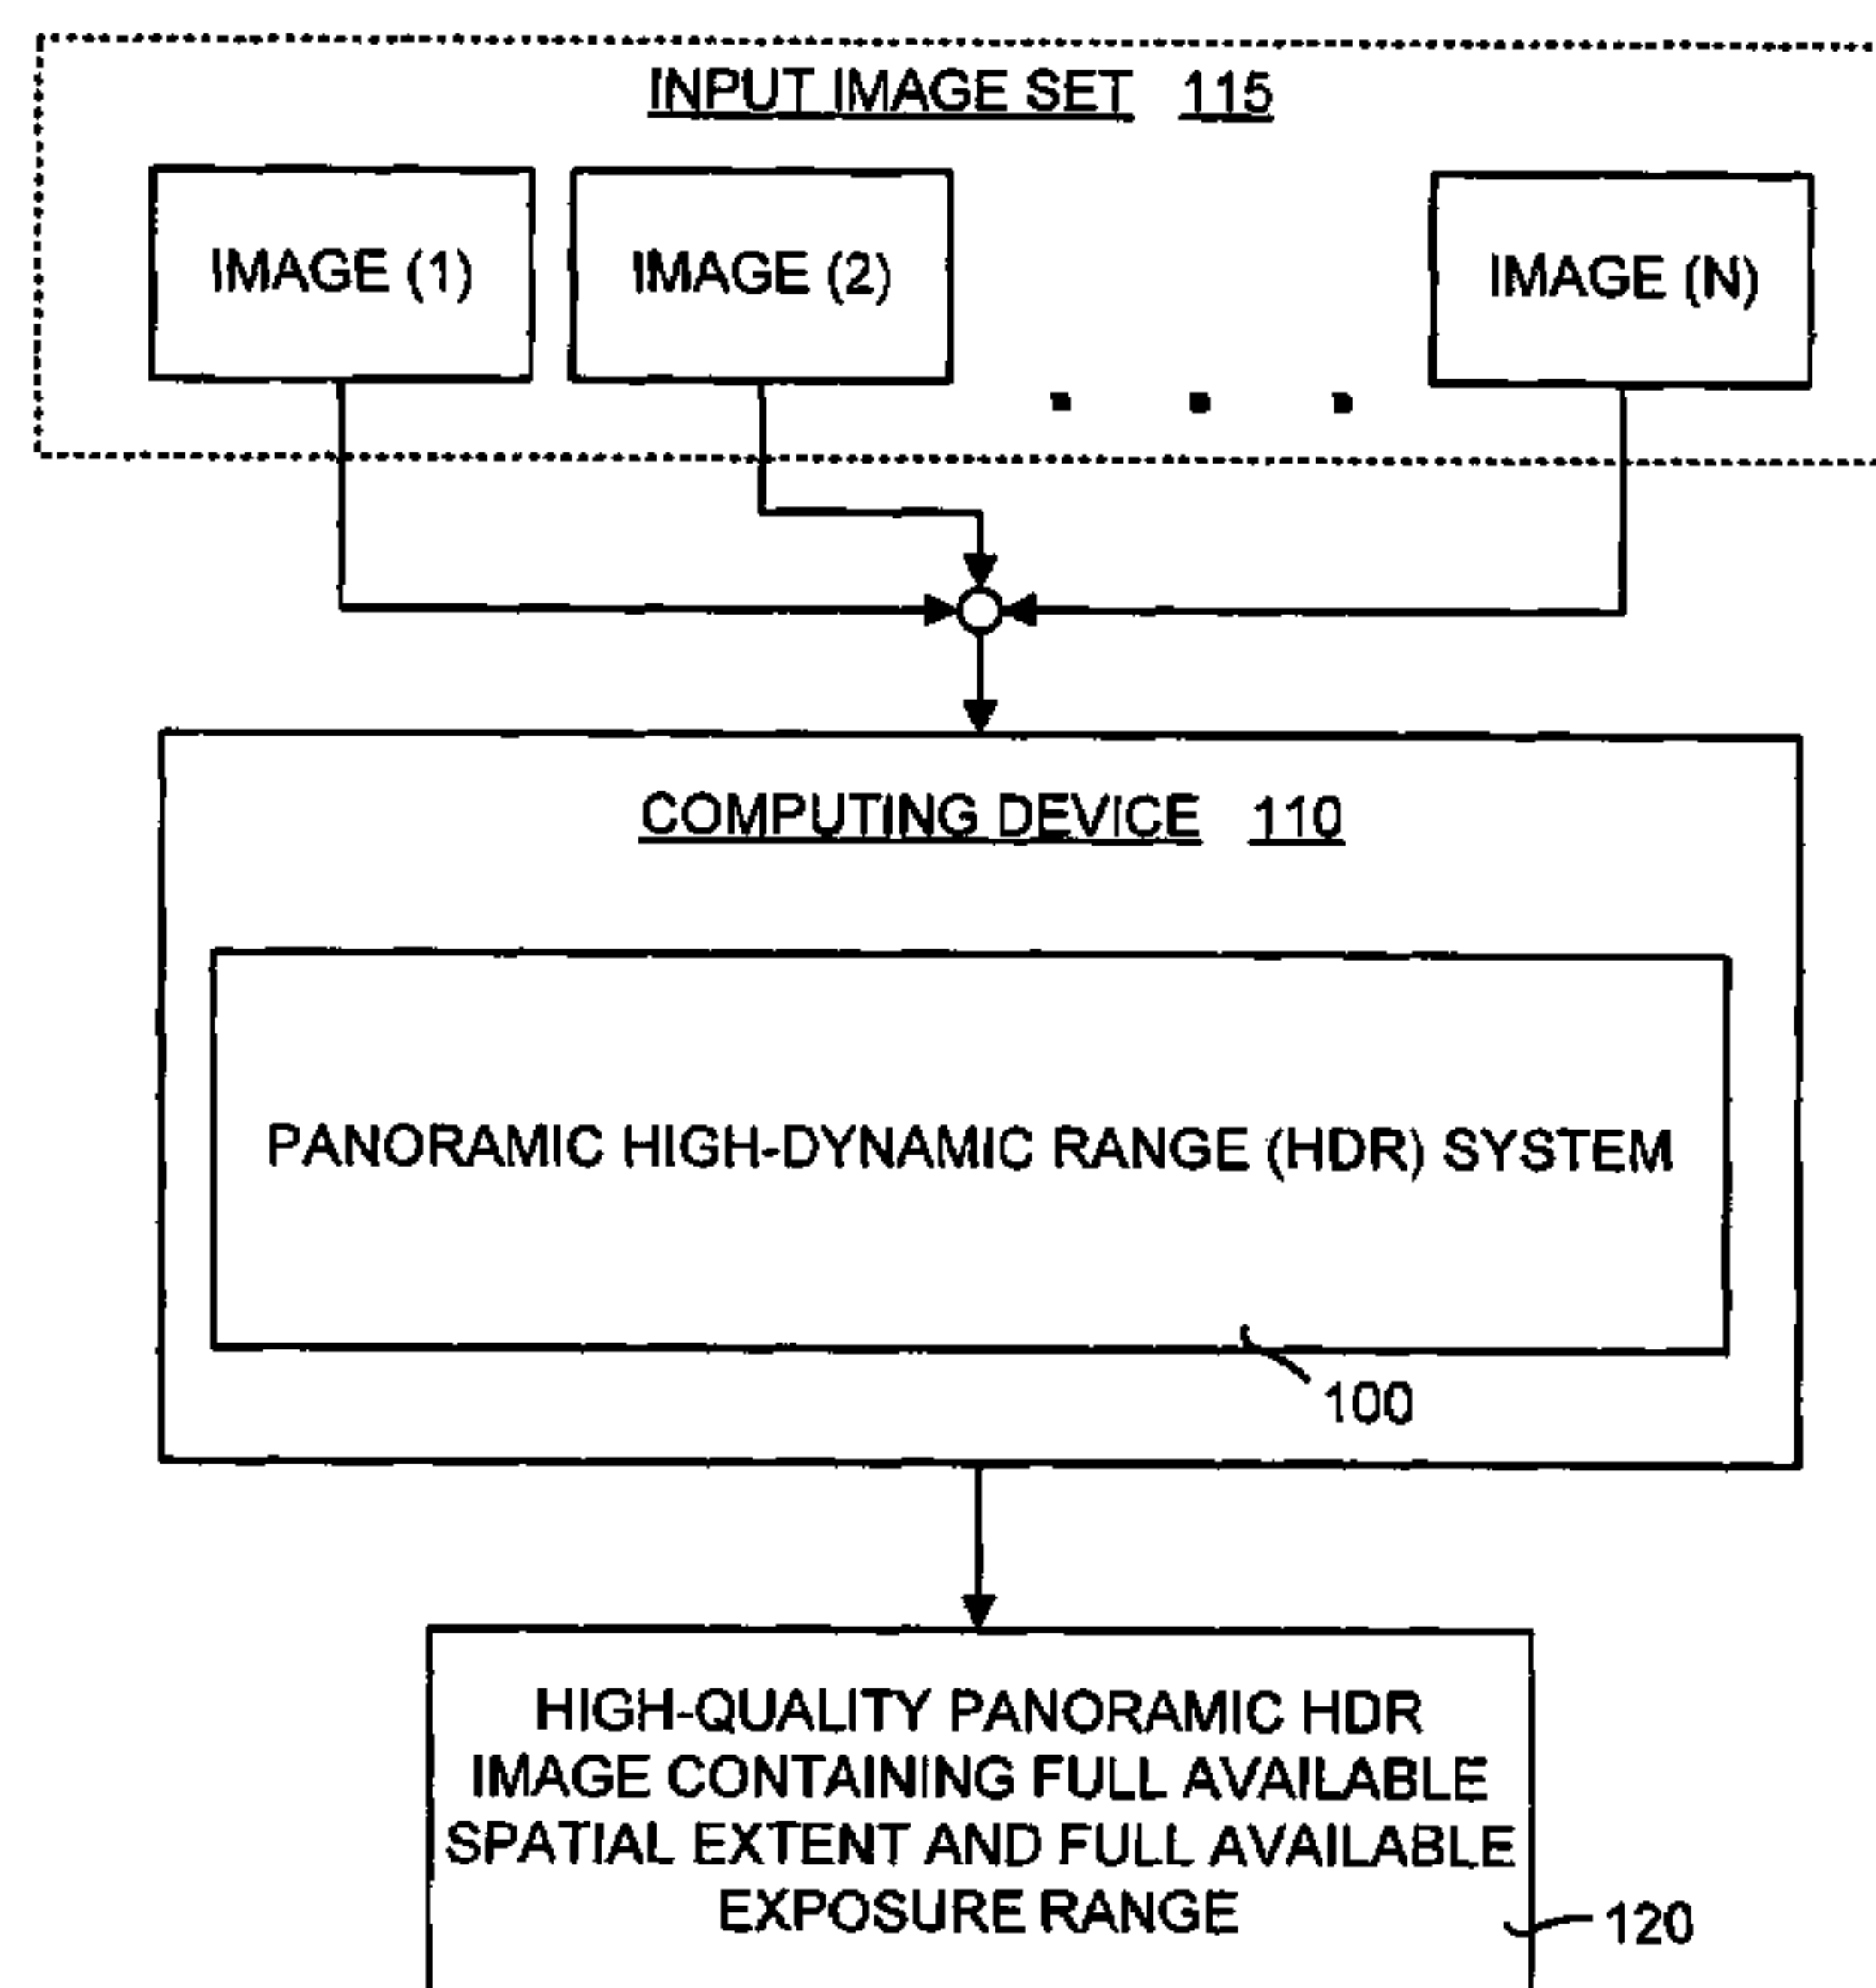 INPUT IMAGE SET 115
IMAGE (1)
IMAGE (2)
IMAGE (N)
COMPUTING DEVICE 110
PANORAMIC HIGH-DYNAMIC RANGE (HDR) SYSTEM
100
HIGH-QUALITY PANORAMIC HDR
IMAGE CONTAINING FULL AVAILABLE
SPATIAL EXTENT AND FULL AVAILABLE
EXPOSURE RANGE
120